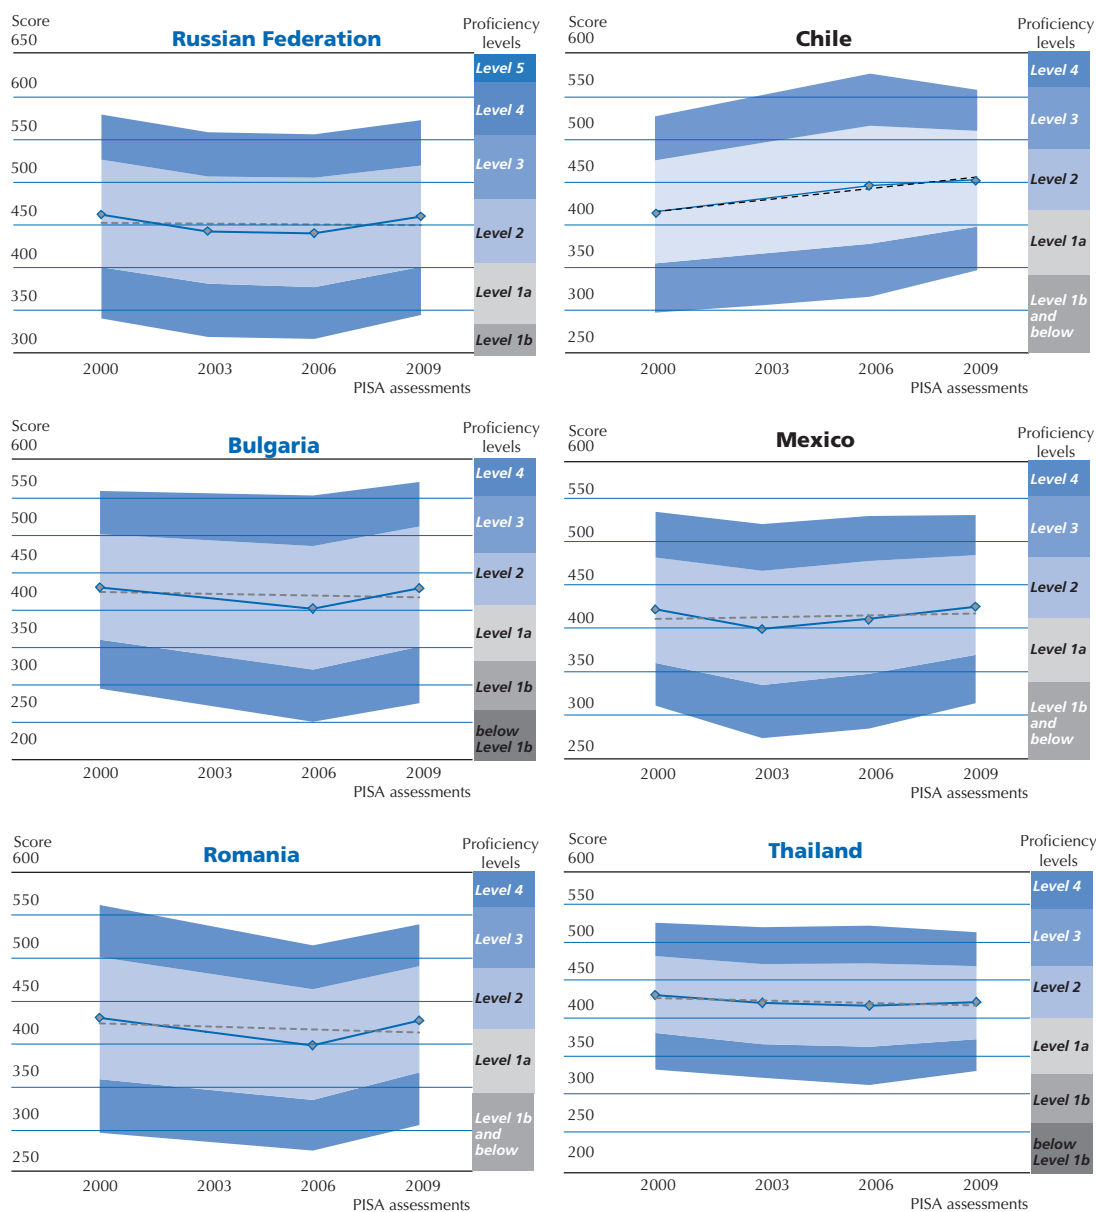 Score
650
Russian Federation
Proficiency
levels
600
550
500
450
400
350
300
Level 5
Level 4
Level 3
Level 2
Level 1a
Level 1b
2000 2003 2006 2009
PISA assessments
Score
600
Chile
Proficiency
levels
550
500
450
400
350
300
250
Level 4
Level 3
Level 2
Level 1a
Level 1b
and
below
2000 2003 2006 2009
PISA assessments
Score
600
Bulgaria
Proficiency
levels
550
500
450
400
350
300
250
200
Level 4
Level 3
Level 2
Level 1a
Level 1b
below
Level 1b
2000 2003 2006 2009
PISA assessments
Score
600
Mexico
Proficiency
levels
550
500
450
400
350
300
250
Level 4
Level 3
Level 2
Level 1a
Level 1b
and
below
2000 2003 2006 2009
PISA assessments
Score
600
Romania
Proficiency
levels
550
500
450
400
350
300
250
Level 4
Level 3
Level 2
Level 1a
Level 1b
and
below
2000 2003 2006 2009
PISA assessments
Score
600
Thailand
Proficiency
levels
550
500
450
400
350
300
250
200
Level 4
Level 3
Level 2
Level 1a
Level 1b
below
Level 1b
2000 2003 2006 2009
PISA assessments